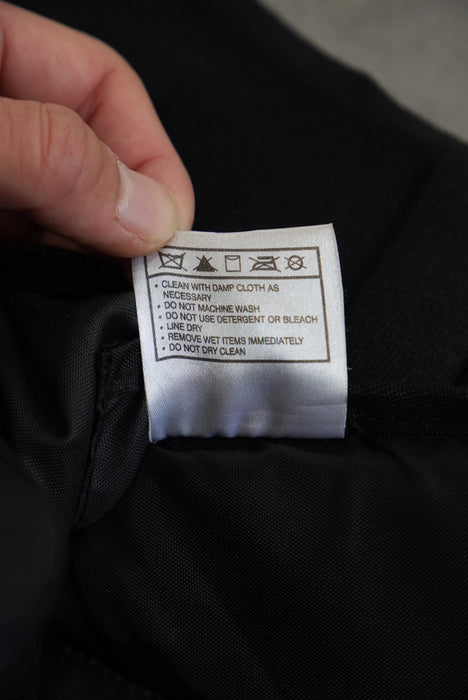 • CLEAN WITH DAMP CLOTH AS
NECESSARY
• DO NOT MACHINE WASH
• DO NOT USE DETERGENT OR BLEACH
• LINE DRY
• REMOVE WET ITEMS IMMEDIATELY
• DO NOT DRY CLEAN